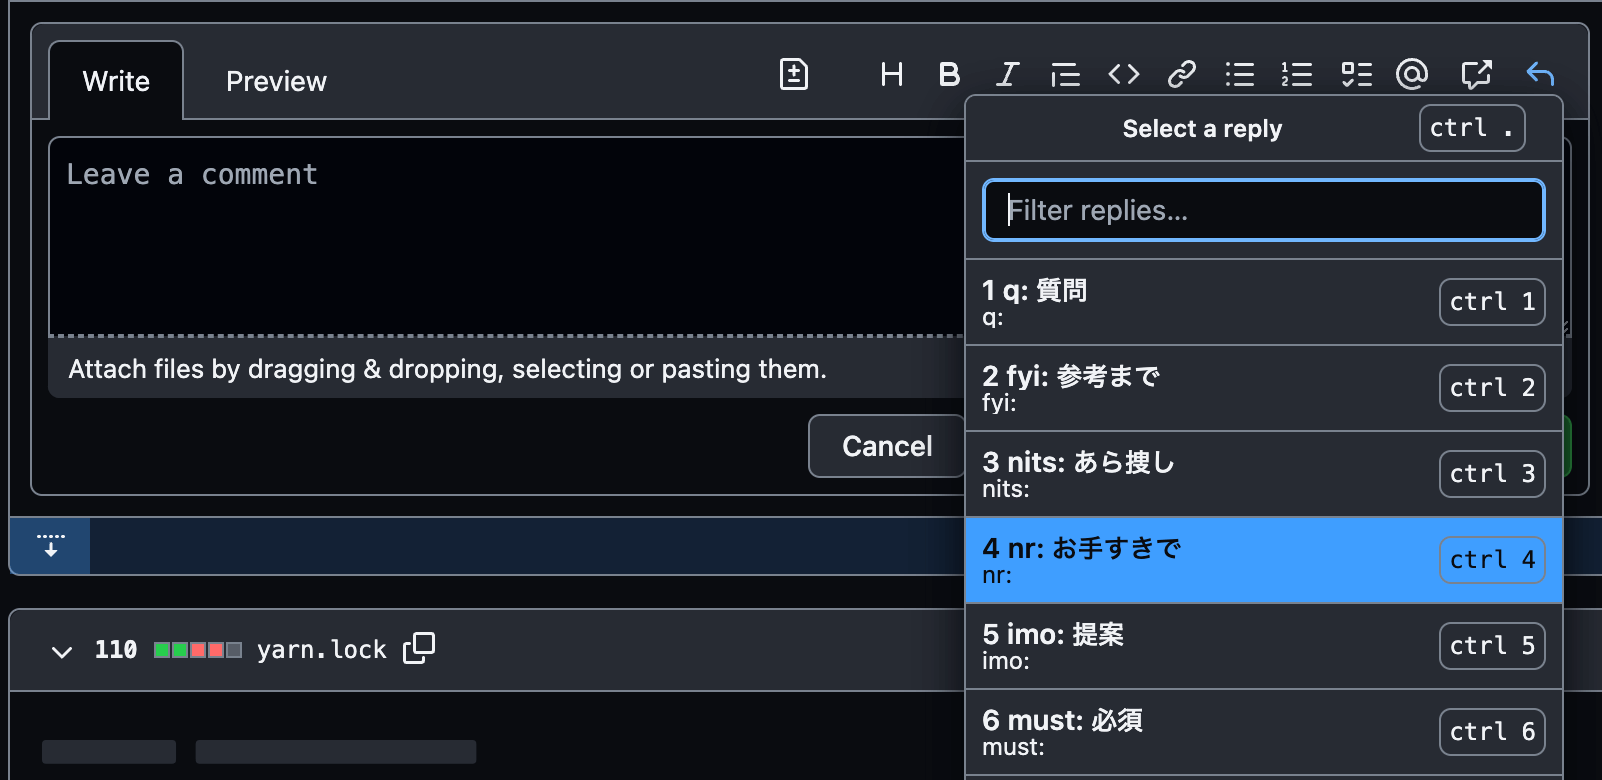 Write
Preview
H B I
@
Select a reply
ctrl .
Leave a comment
Filter replies...
1 q: 質問
q:
ctrl 1
2 fyi: 参考まで
fyi:
ctrl 2
Attach files by dragging & dropping, selecting or pasting them.
Cancel
3 nits: あら捜し
nits:
ctrl 3
4 nr: お手すきで
nr:
ctrl 4
5 imo: 提案
imo:
ctrl 5
110 yarn.lock
6 must: 必須
must:
ctrl 6